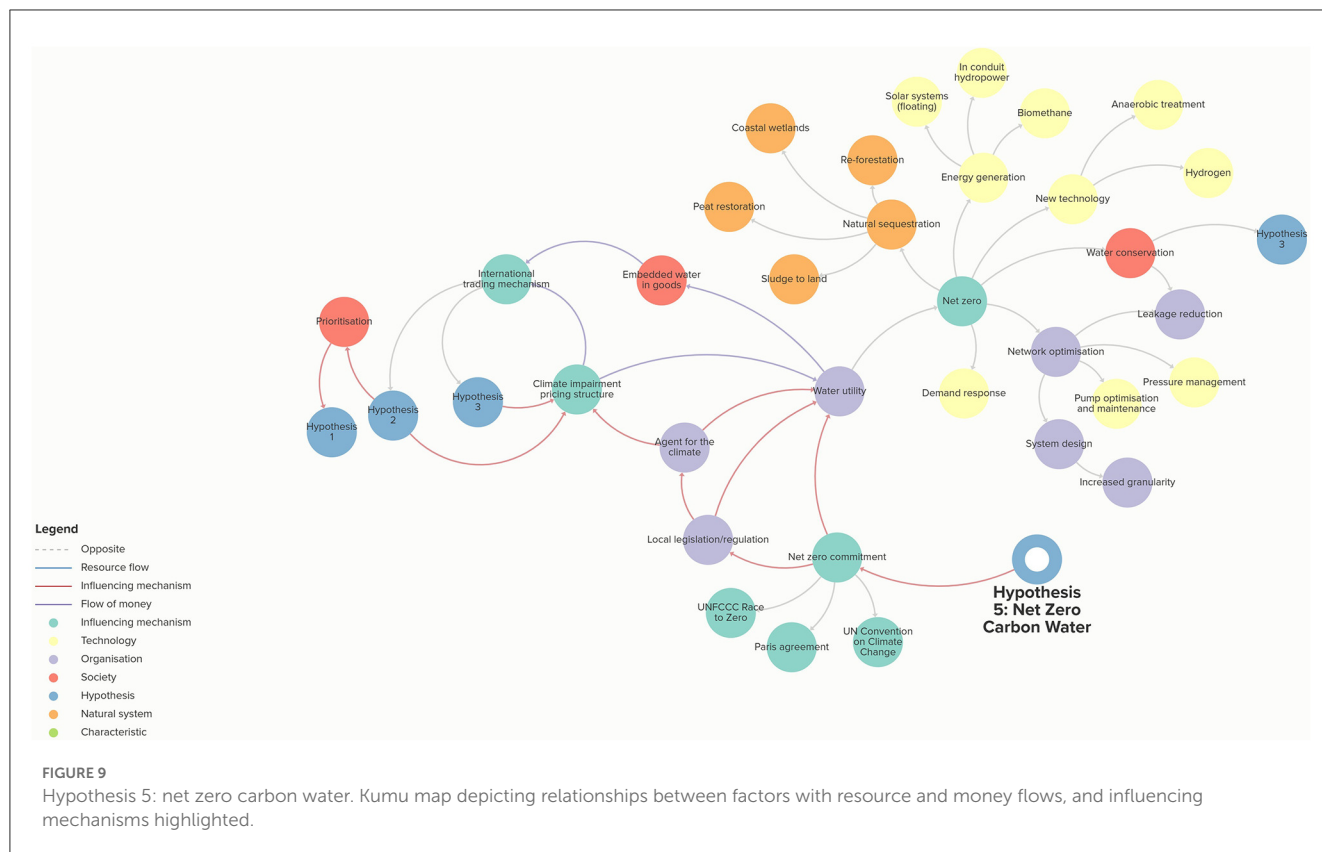 In conduit
hydropower
Solar systems
(floating)
Biomethane
Anaerobic treatment
Coastal wetlands
Re-forestation
Energy generation
Hydrogen
New technology
Peat restoration
Natural sequestration
Hypothesis
3
Water conservation
International
trading mechanism
Embedded water
in goods
Sludge to land
Net zero
Leakage reduction
Prioritisation
Network optimisation
Climate impairment
pricing structure
Water utility
Demand response
Pressure management
Pump optimisation
and maintenance
Hypothesis
3
Hypothesis
2
Hypothesis
1
Agent for the
climate
System design
Increased granularity
Local legislation/regulation
Net zero commitment
Hypothesis
5: Net Zero
Carbon Water
UNFCCC Race
to Zero
Paris agreement
UN Convention
on Climate
Change
Legend
Opposite
Resource flow
Influencing mechanism
Flow of money
Influencing mechanism
Technology
Organisation
Society
Hypothesis
Natural system
Characteristic
FIGURE 9
Hypothesis 5: net zero carbon water. Kumu map depicting relationships between factors with resource and money flows, and influencing
mechanisms highlighted.